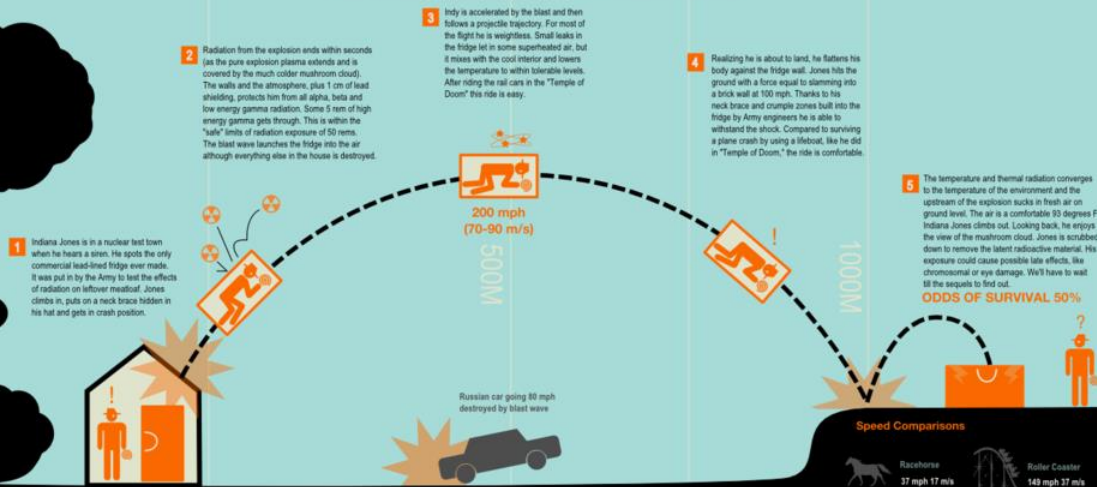 1
Indiana Jones is in a nuclear test town
when he hears a siren. He spots the only
commercial lead-lined fridge ever made.
It was put in by the Army to test the effects
of radiation on leftover meatloaf. Jones
climbs in, puts on a neck brace hidden in
his hat and gets in crash position.
2
Radiation from the explosion ends within seconds
(as the pure explosion plasma extends and is
covered by the much colder mushroom cloud).
The walls and the atmosphere, plus 1 cm of lead
shielding, protects him from all alpha, beta and
low energy gamma radiation. Some 5 rem of high
energy gamma gets through. This is within the
"safe" limits of radiation exposure of 50 rems.
The blast wave launches the fridge into the air
although everything else in the house is destroyed.
3
Indy is accelerated by the blast and then
follows a projectile trajectory. For most of
the flight he is weightless. Small leaks in
the fridge let in some superheated air, but
it mixes with the cool interior and lowers
the temperature to within tolerable levels.
After riding the rail cars in the "Temple of
Doom" this ride is easy.
200 mph
(70-90 m/s)
500M
4
Realizing he is about to land, he flattens his
body against the fridge wall. Jones hits the
ground with a force equal to slamming into
a brick wall at 100 mph. Thanks to his
neck brace and crumple zones built into the
fridge by Army engineers he is able to
withstand the shock. Compared to surviving
a plane crash by using a lifeboat, like he did
in "Temple of Doom," the ride is comfortable.
!
1000M
5
The temperature and thermal radiation converges
to the temperature of the environment and the
upstream of the explosion sucks in fresh air on
ground level. The air is a comfortable 93 degrees F
Indiana Jones climbs out. Looking back, he enjoys
the view of the mushroom cloud. Jones is scrubbed
down to remove the latent radioactive material. His
exposure could cause possible late effects, like
chromosomal or eye damage. We'll have to wait
till the sequels to find out.
ODDS OF SURVIVAL 50%
?
!
Russian car going 80 mph
destroyed by blast wave
Speed Comparisons
Racehorse
37 mph 17 m/s
Roller Coaster
149 mph 37 m/s